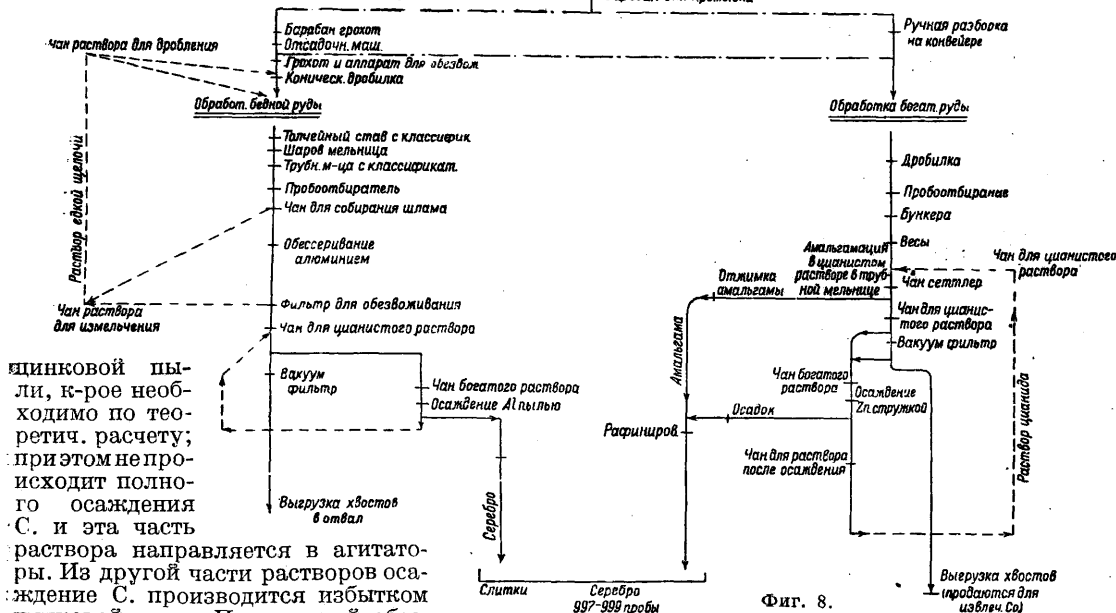 Барабан грохот
Отсадочн. маш.
Грохот и аппарат для обезвож.
Коническ. дробилка
Чан раствора для дробления
Ручная разборка
на конвейере
Обработ. бедной руды
Обработка богат. руды
Толчейный став с классифик
Шаров мельница
Трубн. м-ца с классификат.
Пробоотбиратель
Чан для собирания шлама
Обессеривание
алюминием
Фильтр для обезвоживания
Чан для цианистого раствора
Раствор едкой щелочи
Чан раствора
для измельчения
Вакуум
фильтр
Чан богатого раствора
Осаждение Al пылью
Выгрузка хвостов
в отвал
Серебро
Дробилка
Пробоотбирание
Бункера
Весы
Амальгамация
в цианистом
растворе в труб-
ной мельнице
Чан сеттлер
Чан для цианис-
того раствора
Вакуум фильтр
Чан для цианистого
раствора
Отжимка
амальгамы
Амальгама
Чан богатого
раствора
Осаждение
Zn. стружкой
Осадок
Рафиниров
Чан для раствора
после осаждения
Раствор цианида
Выгрузка хвостов
(продаются для
извлеч. Co)
Слитки
Серебро
997-999 пробы
Фиг. 8.
цинковой пы-
ли, к-рое необ-
ходимо по тео-
ретич. расчету;
при этом не про-
исходит полно-
го осаждения
С. и эта часть
раствора направляется в агитато-
ры. Из другой части растворов оса-
ждение С. производится избытком